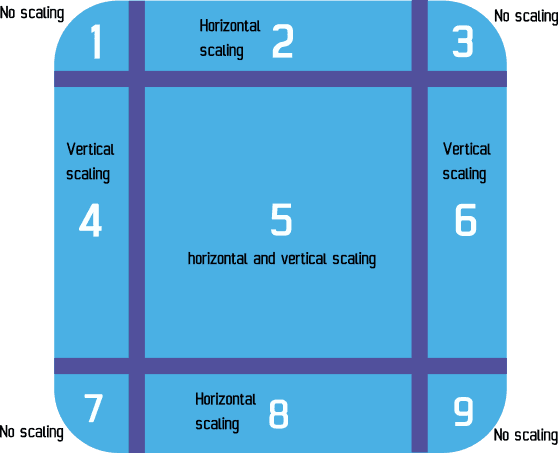 No scaling
No scaling
1
Horizontal
scaling
2
3
Vertical
scaling
4
5
horizontal and vertical scaling
Vertical
scaling
6
7
No scaling
Horizontal
scaling
8
9
No scaling